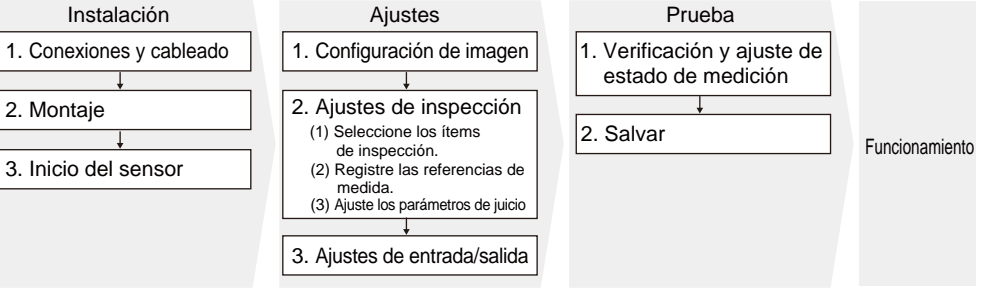 Instalación
1. Conexiones y cableado
2. Montaje
3. Inicio del sensor
Ajustes
1. Configuración de imagen
2. Ajustes de inspección
(1) Seleccione los ítems
de inspección.
(2) Registre las referencias de
medida.
(3) Ajuste los parámetros de juicio
3. Ajustes de entrada/salida
Prueba
1. Verificación y ajuste de
estado de medición
2. Salvar
Funcionamiento